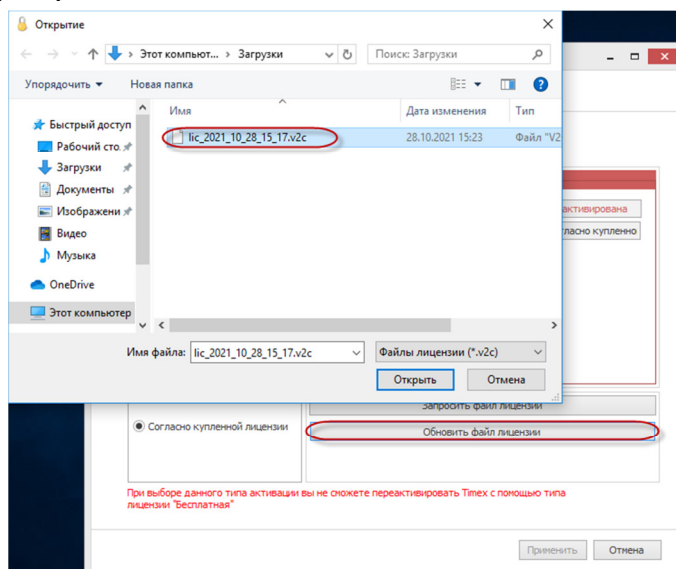 Открытие
Этот компьют... › Загрузки
Поиск: Загрузки
Упорядочить
Новая папка
Имя
Дата изменения
Тип
Быстрый доступ
lic_2021_10_28_15_17.v2c
28.10.2021 15:23
Файл "V2
Рабочий сто.
Загрузки
Документы
Изображени
Видео
Музыка
OneDrive
Этот компьютер
Имя файла:
lic_2021_10_28_15_17.v2c
Файлы лицензии (*.v2c)
Открыть
Отмена
активирована
гласно купленно
Запросить файл лицензии
Согласно купленной лицензии
Обновить файл лицензии
При выборе данного типа активации вы не сможете переактивировать Timex с помощью типа
лицензии "Бесплатная"
Применить
Отмена